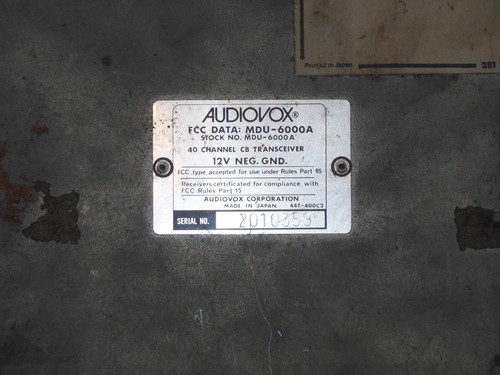 Printed in Japan
281
AUDIOVOX®
FCC DATA: MDU-6000A
STOCK NO. MDU-6000A
40 CHANNEL CB TRANSCEIVER
12V NEG. GND.
FCC type accepted for use under Rules Part 95
Receivers certificated for compliance with
FCC Rules Part 15
AUDIOVOX CORPORATION
MADE IN JAPAN 44T-400C2
SERIAL NO. 2010353